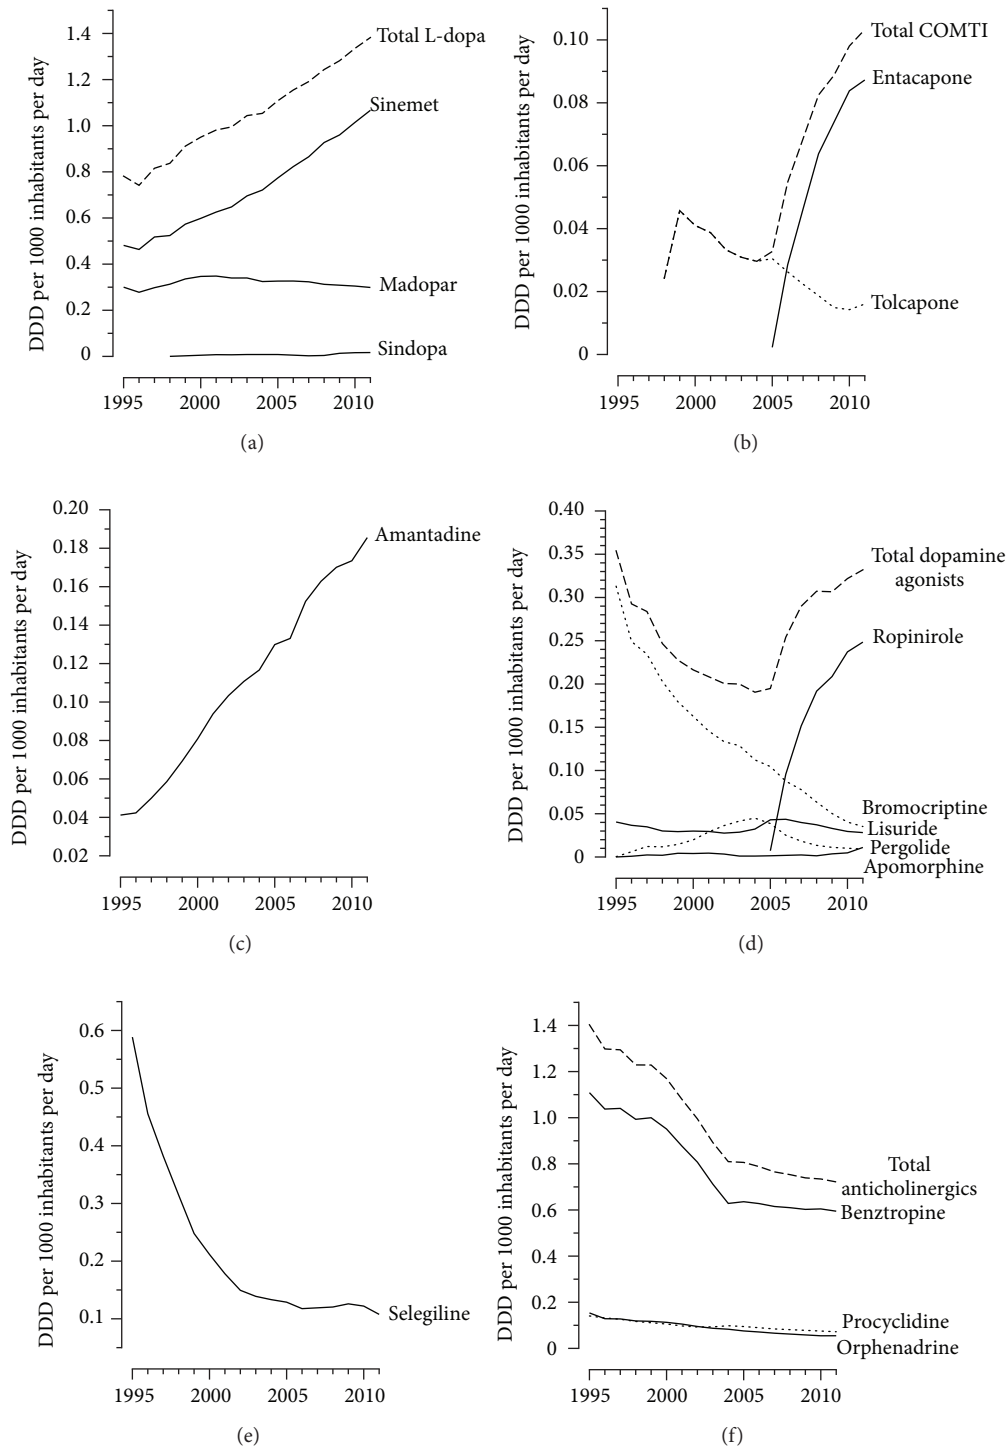 DDD per 1000 inhabitants per day
1.4
1.2
1.0
0.8
0.6
0.4
0.2
0
Total L-dopa
Sinemet
Madopar
Sindopa
1995 2000 2005 2010
(a)
DDD per 1000 inhabitants per day
0.10
0.08
0.06
0.04
0.02
0
Total COMTI
Entacapone
Tolcapone
1995 2000 2005 2010
(b)
DDD per 1000 inhabitants per day
0.20
0.18
0.16
0.14
0.12
0.10
0.08
0.06
0.04
0.02
Amantadine
1995 2000 2005 2010
(c)
DDD per 1000 inhabitants per day
0.40
0.35
0.30
0.25
0.20
0.15
0.10
0.05
0
Total dopamine
agonists
Ropinirole
Bromocriptine
Lisuride
Pergolide
Apomorphine
1995 2000 2005 2010
(d)
DDD per 1000 inhabitants per day
0.6
0.5
0.4
0.3
0.2
0.1
Selegiline
1995 2000 2005 2010
(e)
DDD per 1000 inhabitants per day
1.4
1.2
1.0
0.8
0.6
0.4
0.2
0
Total
anticholinergics
Benztropine
Procyclidine
Orphenadrine
1995 2000 2005 2010
(f)